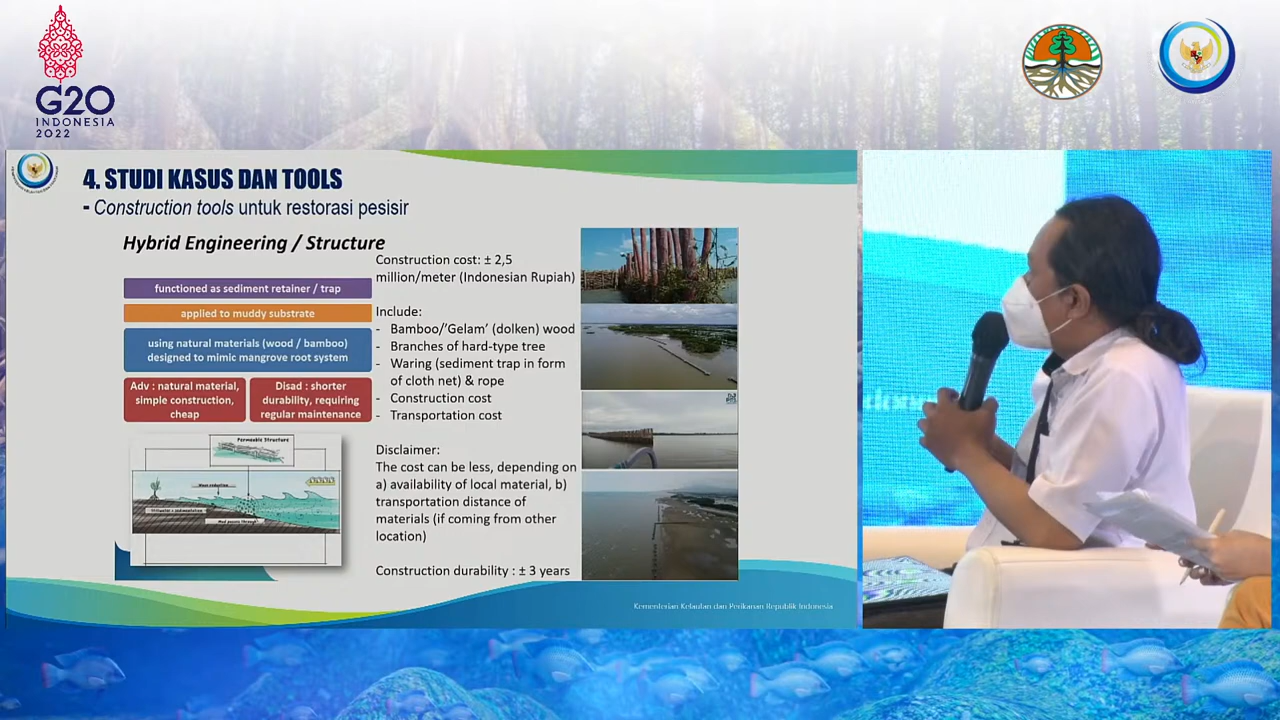 G20
INDONESIA
2022
4. STUDI KASUS DAN TOOLS
- Construction tools untuk restorasi pesisir
Hybrid Engineering / Structure
functioned as sediment retainer / trap
applied to muddy substrate
using natural materials (wood / bamboo)
designed to mimic mangrove root system
Adv : natural material,
simple construction,
cheap
Disad : shorter
durability, requiring
regular maintenance
Permeable Structure
Construction cost: ± 2,5
million/meter (Indonesian Rupiah)
Include:
- Bamboo/'Gelam' (dolken) wood
- Branches of hard-type tree
- Waring (sediment trap in form
of cloth net) & rope
- Construction cost
- Transportation cost
Disclaimer:
The cost can be less, depending on
a) availability of local material, b)
transportation distance of
materials (if coming from other
location)
Construction durability : ± 3 years
Kementerian Kelautan dan Perikanan Republik Indonesia